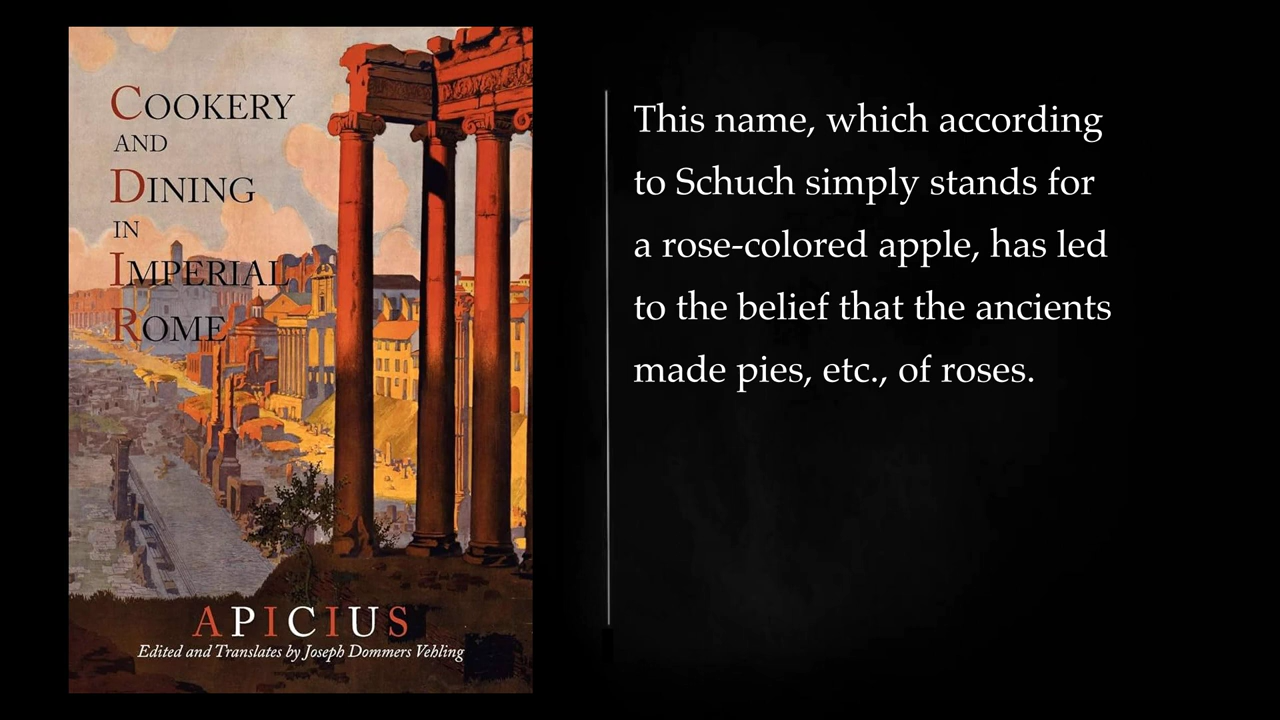 COOKERY
AND
DINING
IN
IMPERIAL
ROME
APICIUS
Edited and Translates by Joseph Dommers Vehling
This name, which according
to Schuch simply stands for
a rose-colored apple, has led
to the belief that the ancients
made pies, etc., of roses.